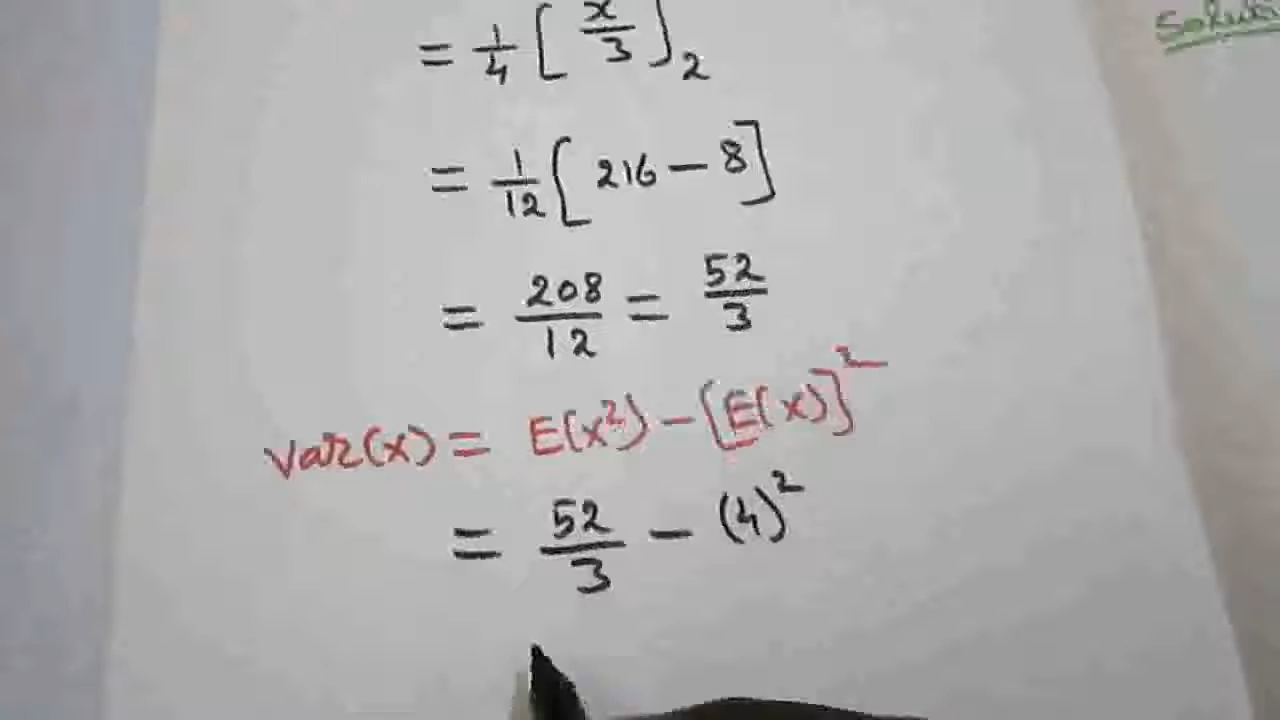 = 1/4 [ x/3 ]₂
= 1/12 [ 216 - 8 ]
= 208/12 = 52/3
var(x) = E(x²) - [E(x)]²
= 52/3 - (4)²